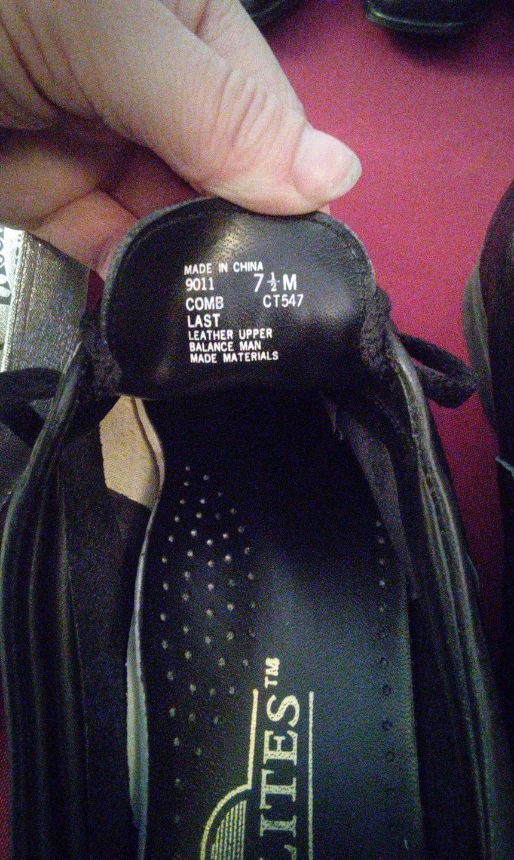 MADE IN CHINA
9011 7½M
COMB CT547
LAST
LEATHER UPPER
BALANCE MAN
MADE MATERIALS
LITES™